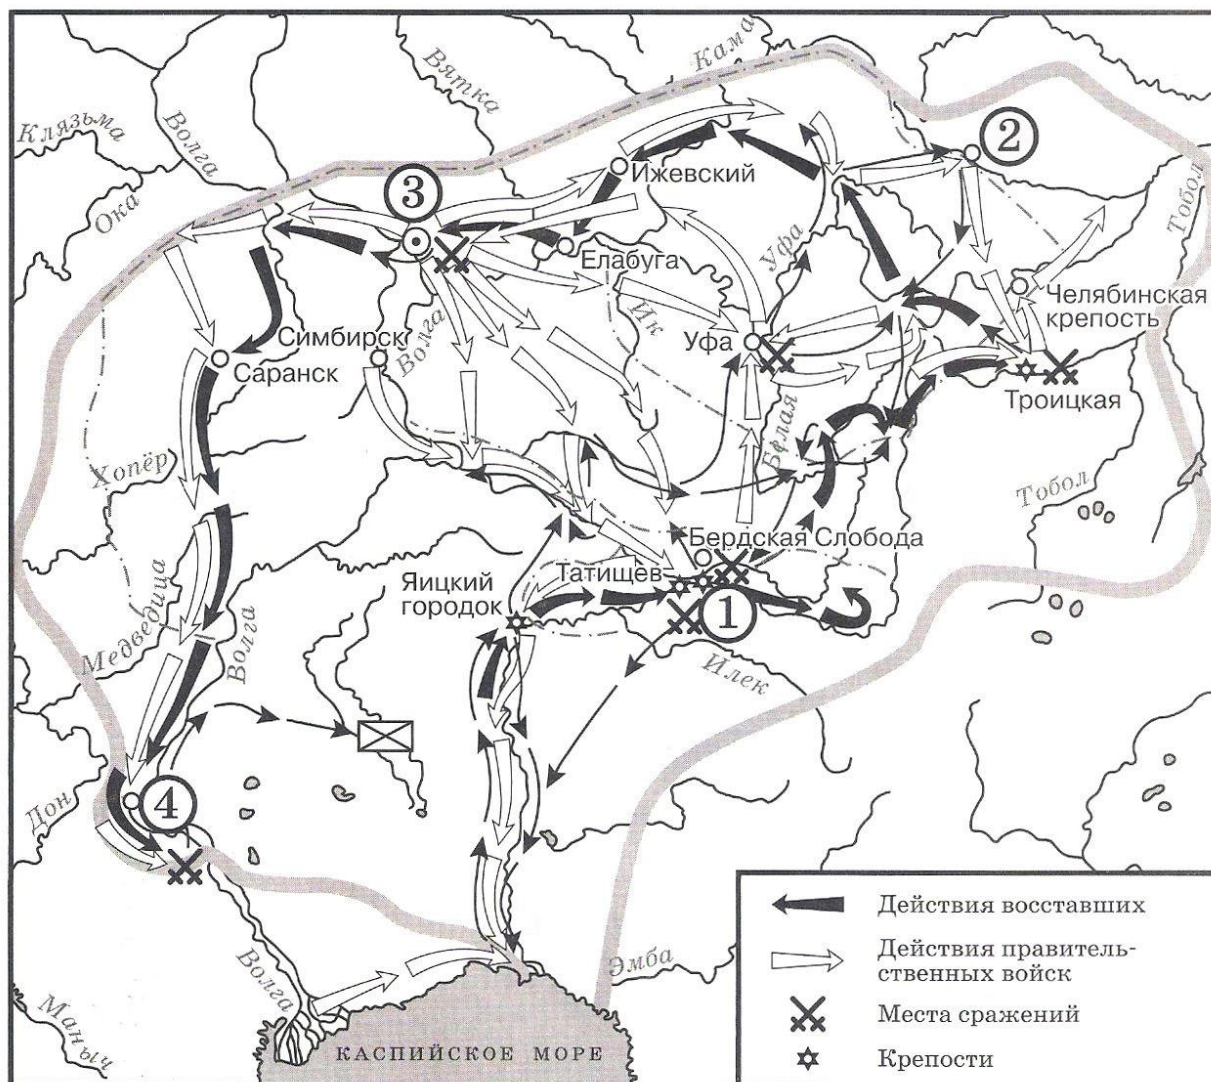 Кама
Вятка
Клязьма
Волга
Ока
2
Тобол
3
Ижевский
Елабуга
Уфа
Ик
Челябинская
крепость
Симбирск
Волга
Уфа
Саранск
Троицкая
Белая
Хопёр
Тобол
Бердская Слобода
Татищев
Яицкий
городок
1
Медведица
Волга
Илек
Дон
4
Действия восставших
Действия правитель-
ственных войск
Эмба
Волга
Места сражений
Маныч
Крепости
КАСПИЙСКОЕ МОРЕ